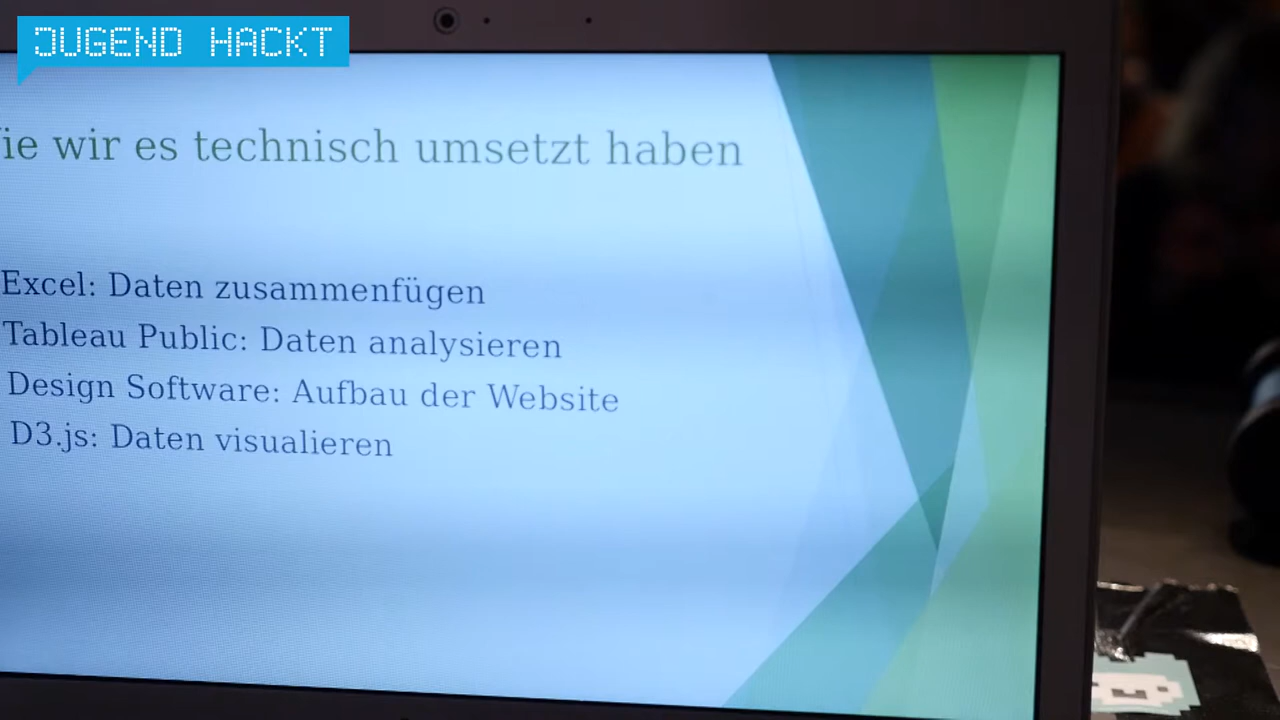 JUGEND HACKT
ie wir es technisch umsetzt haben
Excel: Daten zusammenfügen
Tableau Public: Daten analysieren
Design Software: Aufbau der Website
D3.js: Daten visualieren